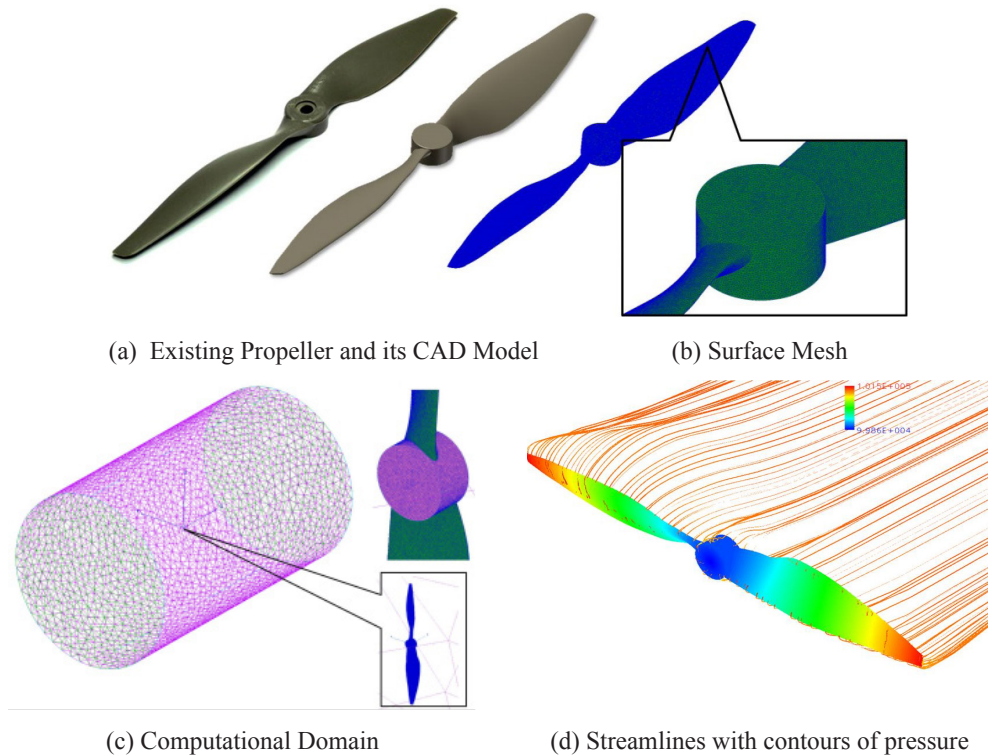 (a) Existing Propeller and its CAD Model
(b) Surface Mesh
1.015E+005
9.986E+004
(c) Computational Domain
(d) Streamlines with contours of pressure